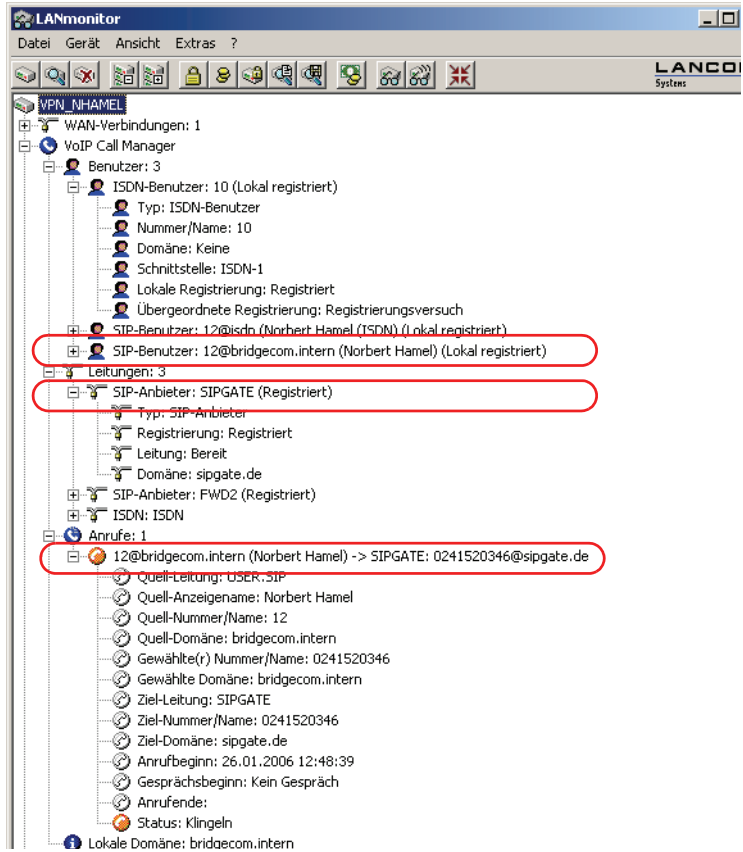 LANmonitor
Datei Gerät Ansicht Extras ?
LANCO
Systems
VPN_NHAMEL
WAN-Verbindungen: 1
VoIP Call Manager
Benutzer: 3
ISDN-Benutzer: 10 (Lokal registriert)
Typ: ISDN-Benutzer
Nummer/Name: 10
Domäne: Keine
Schnittstelle: ISDN-1
Lokale Registrierung: Registriert
Übergeordnete Registrierung: Registrierungsversuch
SIP-Benutzer: 12@isdn (Norbert Hamel (ISDN) (Lokal registriert)
SIP-Benutzer: 12@bridgecom.intern (Norbert Hamel) (Lokal registriert)
Leitungen: 3
SIP-Anbieter: SIPGATE (Registriert)
Typ: SIP-Anbieter
Registrierung: Registriert
Leitung: Bereit
Domäne: sipgate.de
SIP-Anbieter: FWD2 (Registriert)
ISDN: ISDN
Anrufe: 1
12@bridgecom.intern (Norbert Hamel) -> SIPGATE: 0241520346@sipgate.de
Quell-Leitung: USER.SIP
Quell-Anzeigename: Norbert Hamel
Quell-Nummer/Name: 12
Quell-Domäne: bridgecom.intern
Gewählte(r) Nummer/Name: 0241520346
Gewählte Domäne: bridgecom.intern
Ziel-Leitung: SIPGATE
Ziel-Nummer/Name: 0241520346
Ziel-Domäne: sipgate.de
Anrufbeginn: 26.01.2006 12:48:39
Gesprächsbeginn: Kein Gespräch
Anrufende:
Status: Klingeln
Lokale Domäne: bridgecom.intern